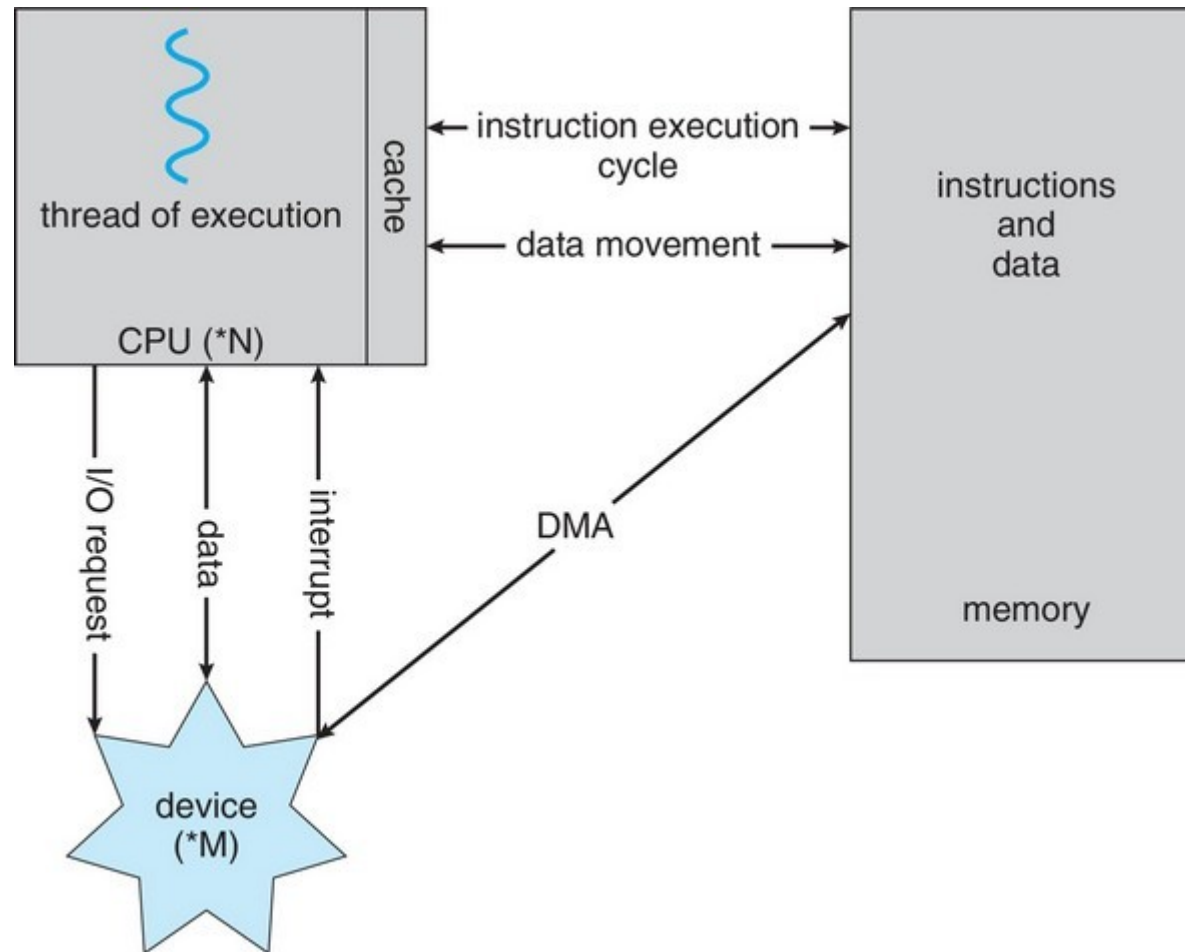 thread of execution
cache
CPU (*N)
instruction execution
cycle
data movement
instructions
and
data
memory
I/O request
data
interrupt
DMA
device
(*M)